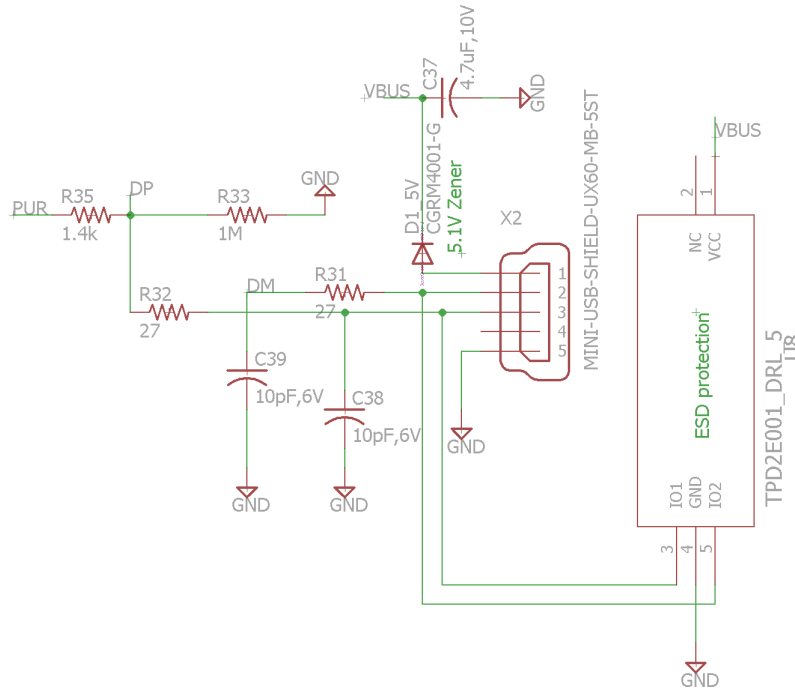 C37
4.7uF,10V
VBUS
GND
CGRM4001-G
D1_5V
5.1V Zener
MINI-USB-SHIELD-UX60-MB-5ST
VBUS
2
1
NC
VCC
X2
GND
R35
DP
R33
PUR
1.4k
1M
R31
DM
27
R32
27
1
2
3
4
5
C39
10pF,6V
C38
10pF,6V
GND
GND
GND
ESD protection
TPD2E001_DRL_5
U8
IO1
GND
IO2
3
4
5
GND